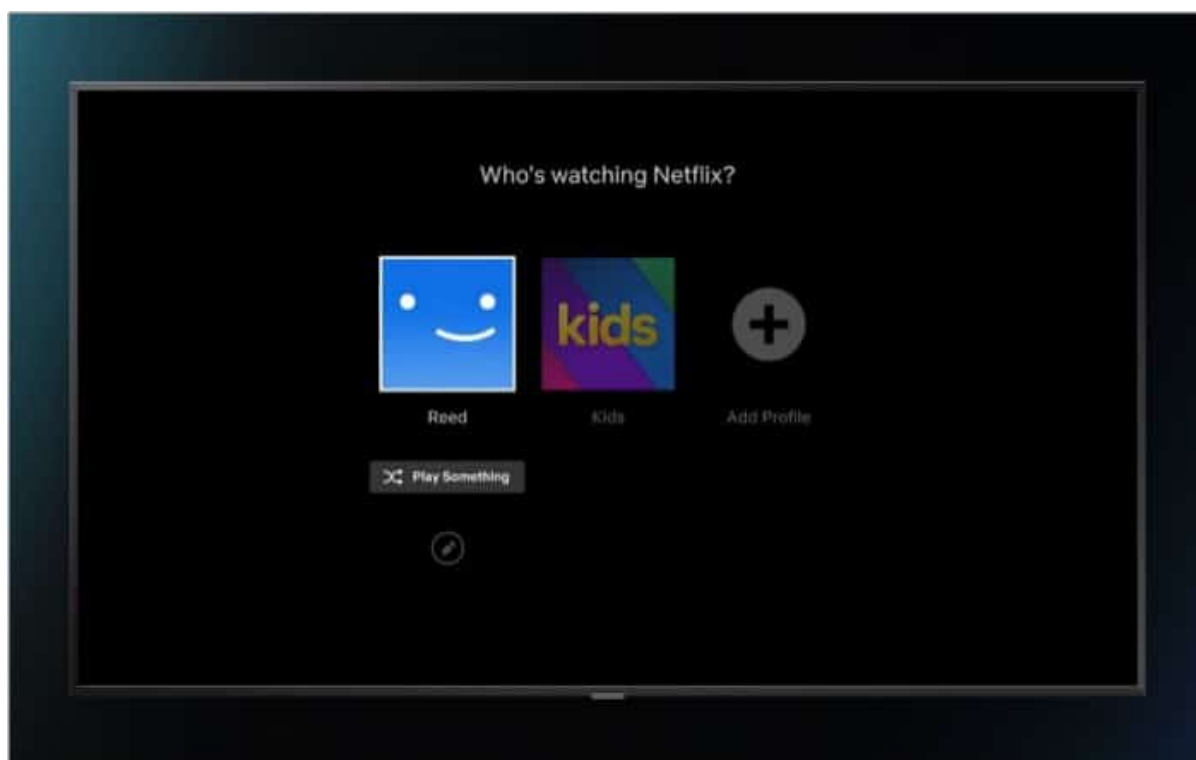 Who's watching Netflix?
kids
Reed
Kids
Add Profile
Play Something